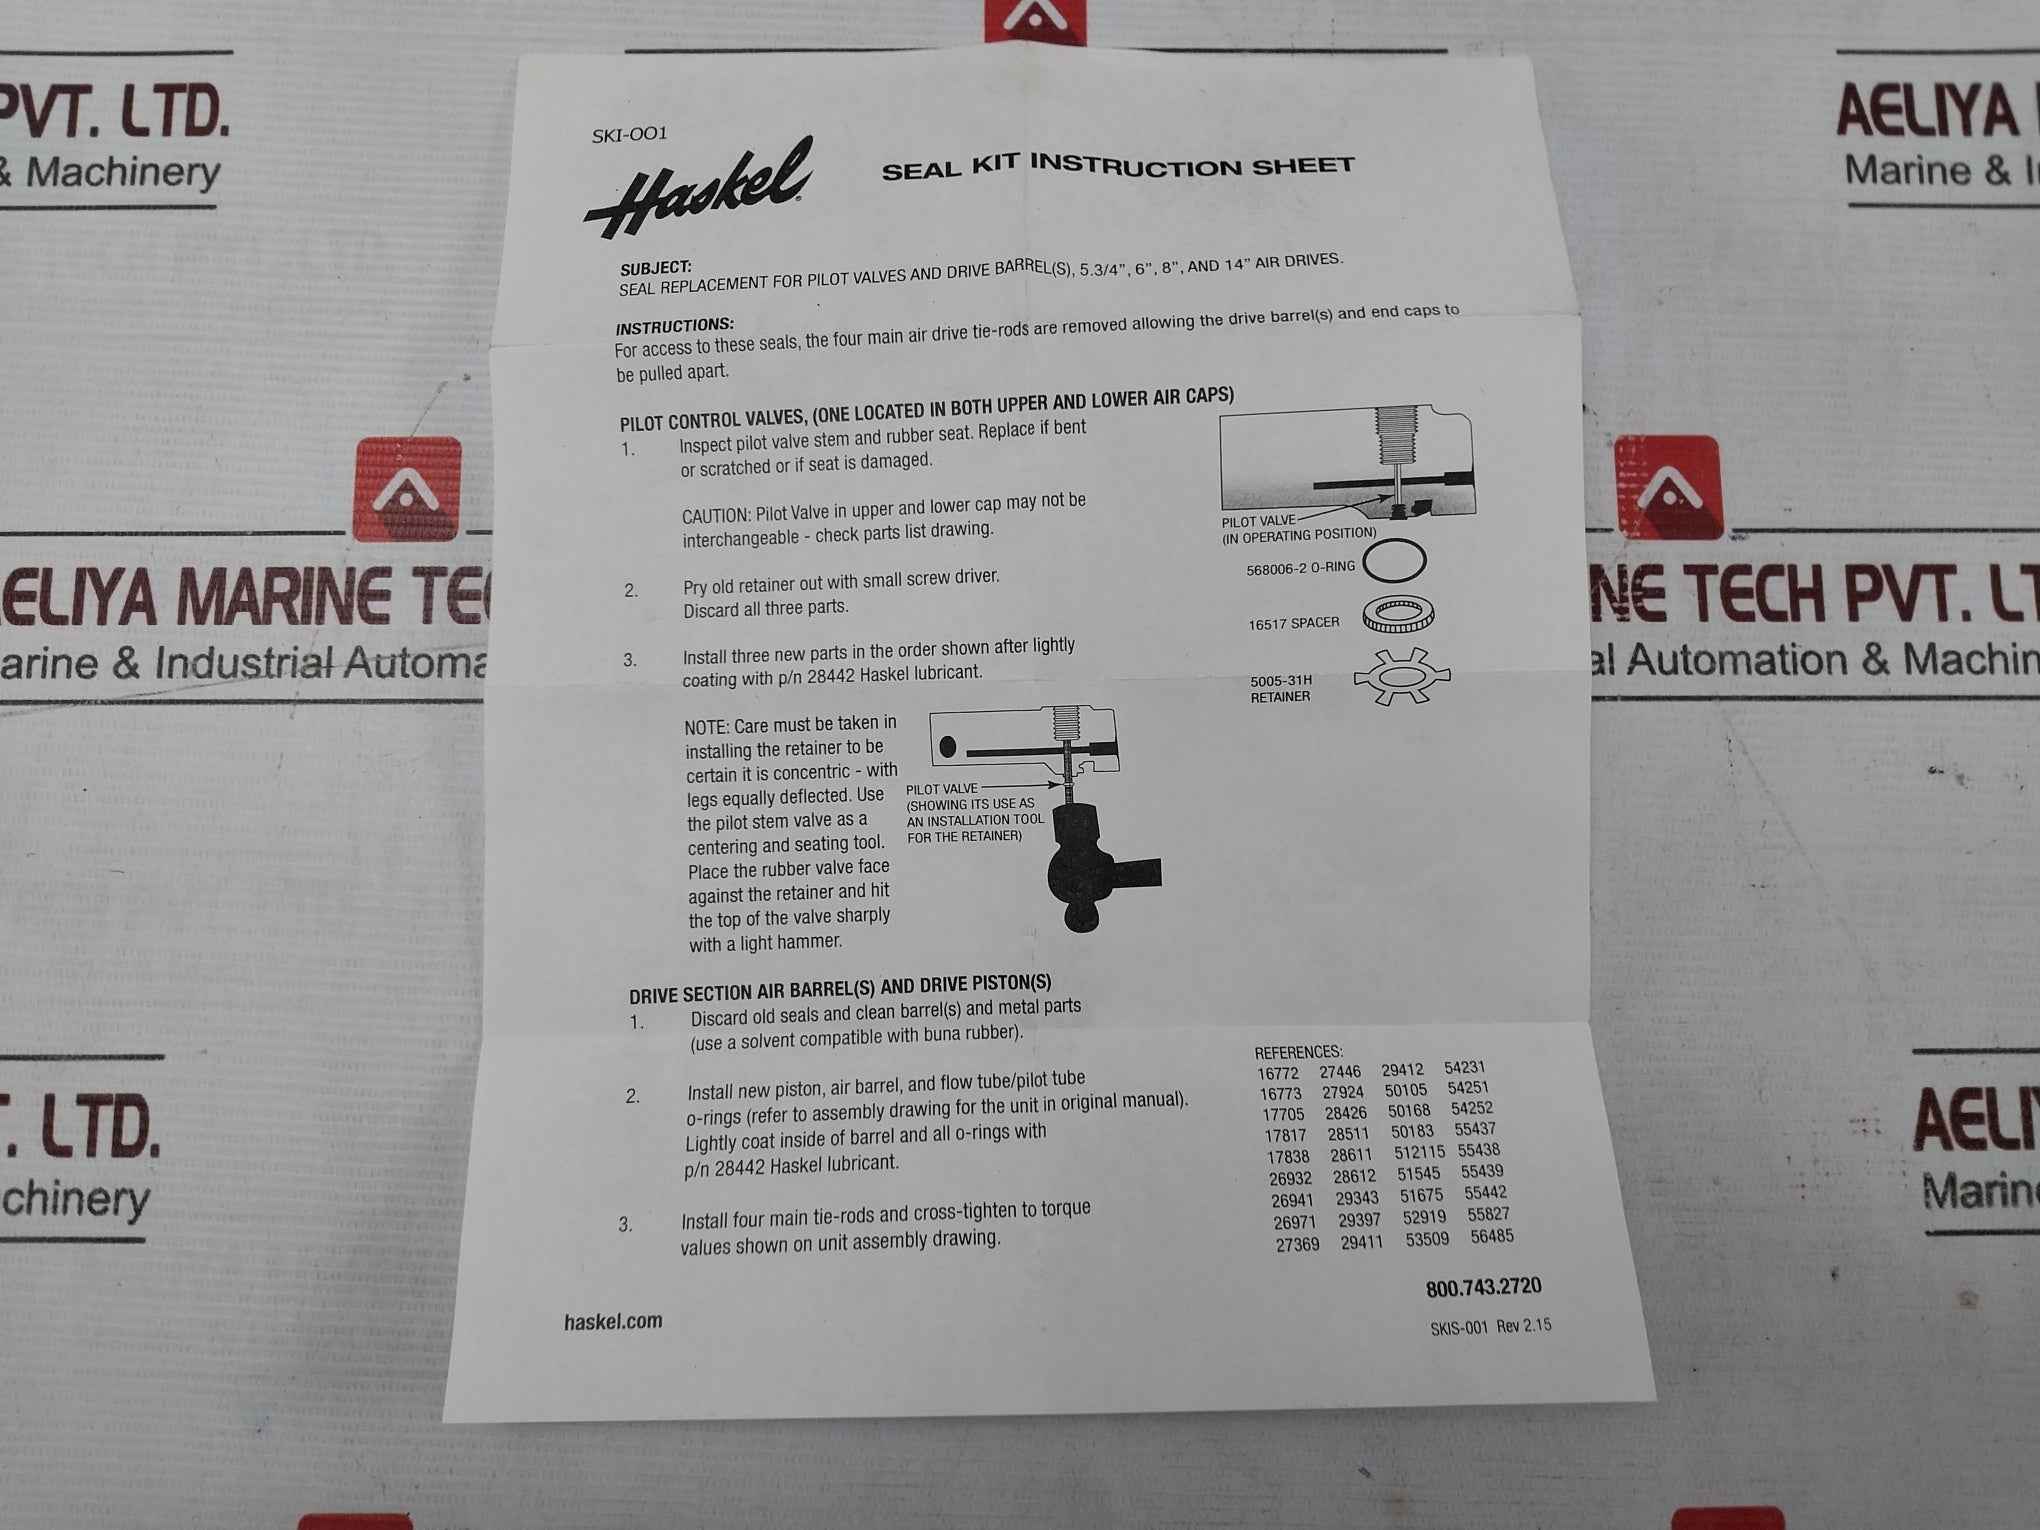 PVT. LTD.
& Machinery
AELIYA
Marine &
SKI-001
Haskel
SEAL KIT INSTRUCTION SHEET
SUBJECT:
SEAL REPLACEMENT FOR PILOT VALVES AND DRIVE BARREL(S), 5.3/4", 6", 8", AND 14" AIR DRIVES.
INSTRUCTIONS:
For access to these seals, the four main air drive tie-rods are removed allowing the drive barrel(s) and end caps to
be pulled apart.
PILOT CONTROL VALVES, (ONE LOCATED IN BOTH UPPER AND LOWER AIR CAPS)
1. Inspect pilot valve stem and rubber seat. Replace if bent
or scratched or if seat is damaged.
CAUTION: Pilot Valve in upper and lower cap may not be
interchangeable - check parts list drawing.
2. Pry old retainer out with small screw driver.
Discard all three parts.
3. Install three new parts in the order shown after lightly
coating with p/n 28442 Haskel lubricant.
PILOT VALVE
(IN OPERATING POSITION)
568006-2 O-RING
16517 SPACER
5005-31H
RETAINER
NOTE: Care must be taken in
installing the retainer to be
certain it is concentric - with
legs equally deflected. Use
the pilot stem valve as a
centering and seating tool.
Place the rubber valve face
against the retainer and hit
the top of the valve sharply
with a light hammer.
PILOT VALVE
(SHOWING ITS USE AS
AN INSTALLATION TOOL
FOR THE RETAINER)
DRIVE SECTION AIR BARREL(S) AND DRIVE PISTON(S)
1. Discard old seals and clean barrel(s) and metal parts
(use a solvent compatible with buna rubber).
2. Install new piston, air barrel, and flow tube/pilot tube
o-rings (refer to assembly drawing for the unit in original manual).
Lightly coat inside of barrel and all o-rings with
p/n 28442 Haskel lubricant.
3. Install four main tie-rods and cross-tighten to torque
values shown on unit assembly drawing.
REFERENCES:
16772 27446 29412 54231
16773 27924 50105 54251
17705 28426 50168 54252
17817 28511 50183 55437
17838 28611 512115 55438
26932 28612 51545 55439
26941 29343 51675 55442
26971 29397 52919 55827
27369 29411 53509 56485
haskel.com
800.743.2720
SKIS-001 Rev 2.15
ELIYA MARINE TEC
arine & Industrial Automa
NE TECH PVT. LT
al Automation & Machin
T. LTD.
chinery
AELI
Marin